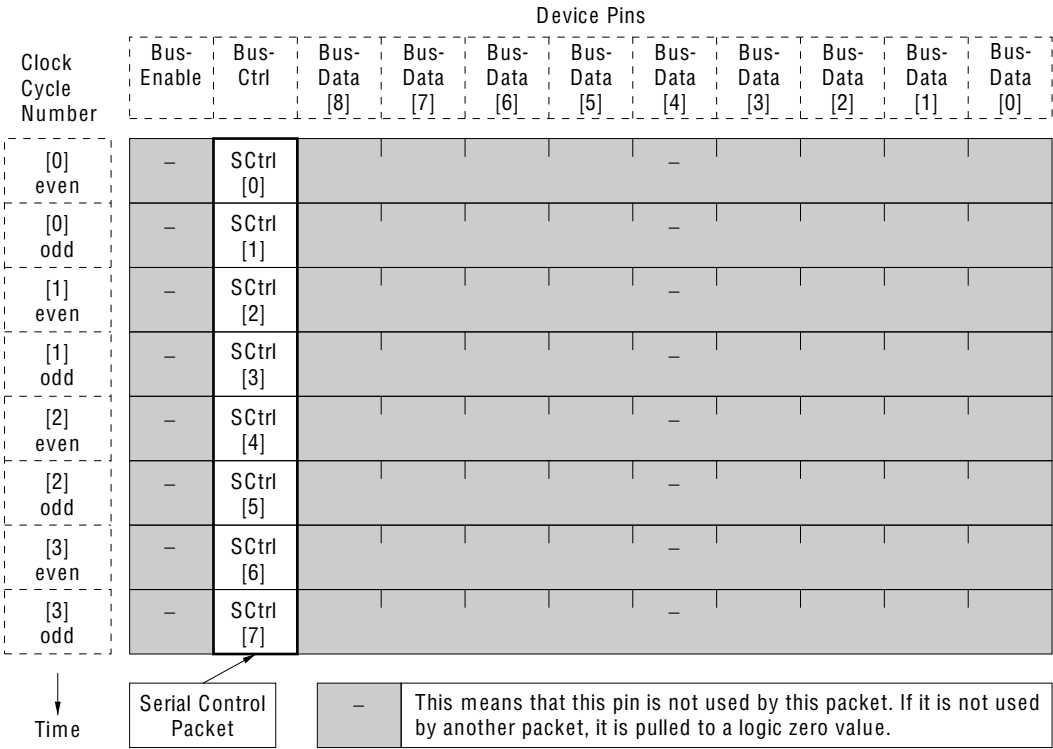 Device Pins
Clock
Cycle
Number
Bus-
Enable
Bus-
Ctrl
Bus-
Data
[8]
Bus-
Data
[7]
Bus-
Data
[6]
Bus-
Data
[5]
Bus-
Data
[4]
Bus-
Data
[3]
Bus-
Data
[2]
Bus-
Data
[1]
Bus-
Data
[0]
[0]
even
–
SCtrl
[0]
–
[0]
odd
–
SCtrl
[1]
–
[1]
even
–
SCtrl
[2]
–
[1]
odd
–
SCtrl
[3]
–
[2]
even
–
SCtrl
[4]
–
[2]
odd
–
SCtrl
[5]
–
[3]
even
–
SCtrl
[6]
–
[3]
odd
–
SCtrl
[7]
–
Time
Serial Control
Packet
–
This means that this pin is not used by this packet. If it is not used
by another packet, it is pulled to a logic zero value.